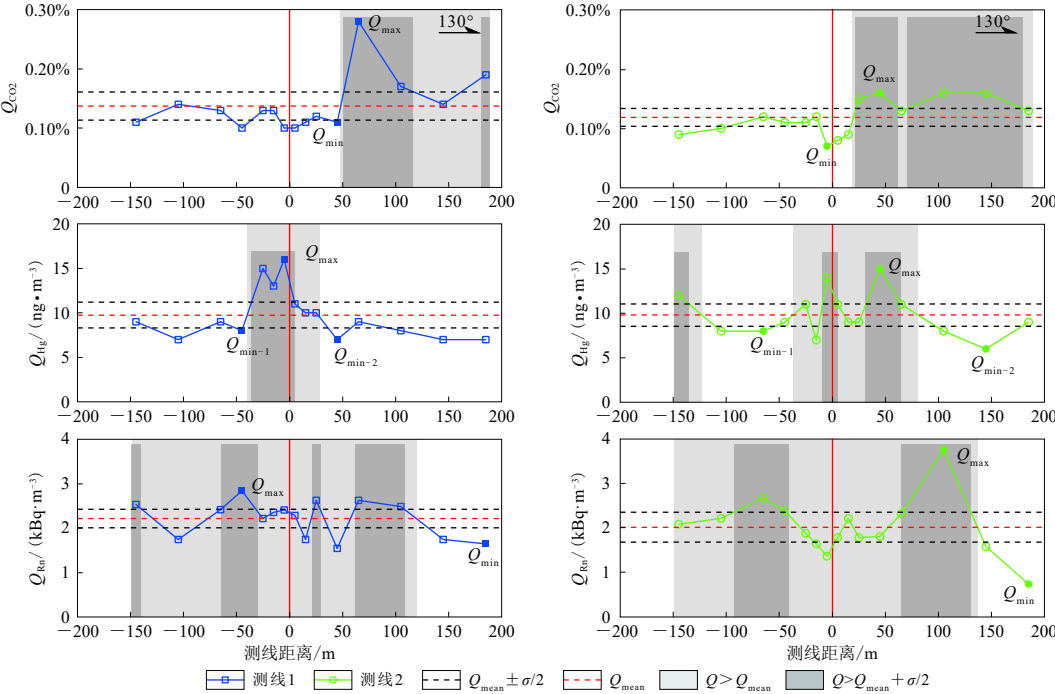 0.30%
130°
Q_max
0.20%
Q_CO2
0.10%
Q_min
0
−200 −150 −100 −50 0 50 100 150 200
0.30%
130°
Q_max
0.20%
Q_CO2
0.10%
Q_min
0
−200 −150 −100 −50 0 50 100 150 200
20
Q_max
15
Q_Hg/（ng•m⁻³）
10
5
Q_min−1
Q_min−2
0
−200 −150 −100 −50 0 50 100 150 200
20
Q_max
15
Q_Hg/（ng•m⁻³）
10
5
Q_min−1
Q_min−2
0
−200 −150 −100 −50 0 50 100 150 200
4
3
Q_max
Q_Rn/（kBq·m⁻³）
2
Q_min
1
0
−200 −150 −100 −50 0 50 100 150 200
测线距离/m
4
Q_max
3
Q_Rn/（kBq·m⁻³）
2
1
Q_min
0
−200 −150 −100 −50 0 50 100 150 200
测线距离/m
测线1 测线2 Q_mean±σ/2 Q_mean Q>Q_mean Q>Q_mean+σ/2